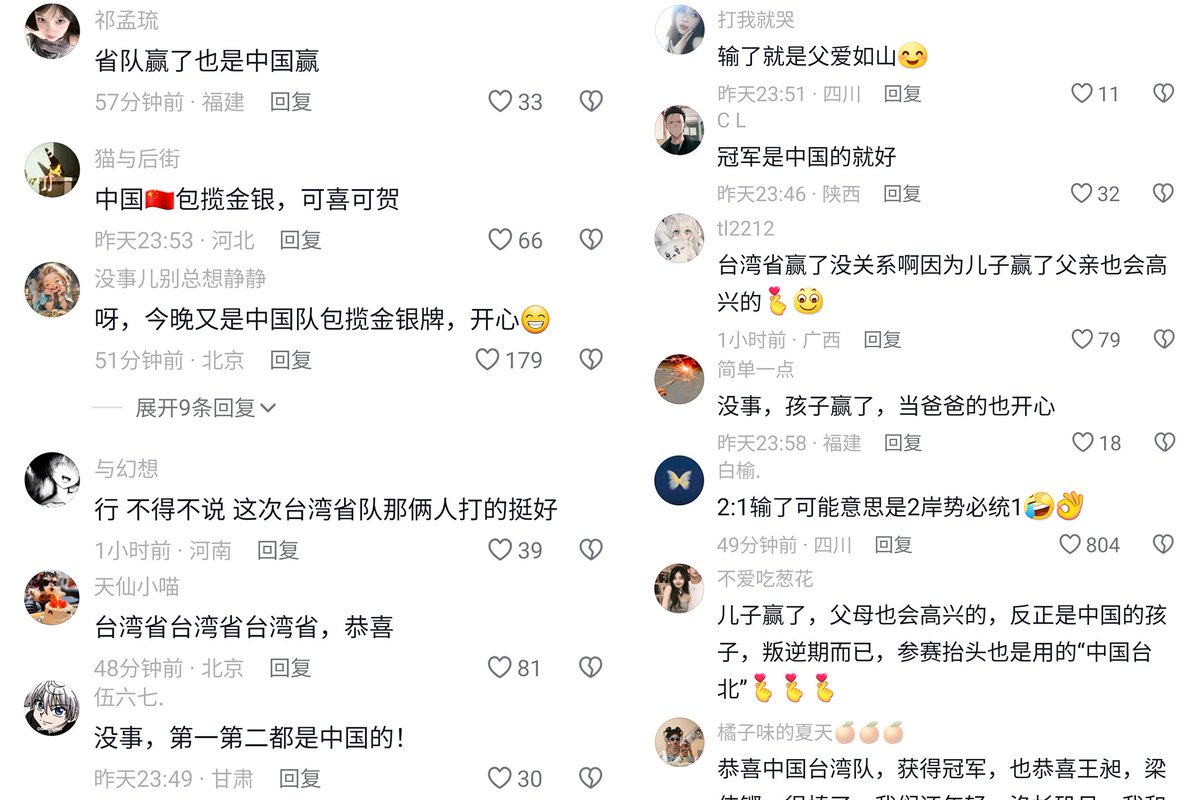 祁孟琉
省队赢了也是中国赢
57分钟前 · 福建 回复 33
猫与后街
中国🇨🇳包揽金银，可喜可贺
昨天23:53 · 河北 回复 66
没事儿别总想静静
呀，今晚又是中国队包揽金银牌，开心😁
51分钟前 · 北京 回复 179
展开9条回复
与幻想
行 不得不说 这次台湾省队那俩人打的挺好
1小时前 · 河南 回复 39
天仙小喵
台湾省台湾省台湾省，恭喜
48分钟前 · 北京 回复 81
伍六七.
没事，第一第二都是中国的！
昨天23:49 · 甘肃 回复 30
打我就哭
输了就是父爱如山😊
昨天23:51 · 四川 回复 11
C L
冠军是中国的就好
昨天23:46 · 陕西 回复 32
tl2212
台湾省赢了没关系啊因为儿子赢了父亲也会高
兴的
1小时前 · 广西 回复 79
简单一点
没事，孩子赢了，当爸爸的也开心
昨天23:58 · 福建 回复 18
白榆.
2:1输了可能意思是2岸势必统1🤣👌
49分钟前 · 四川 回复 804
不爱吃葱花
儿子赢了，父母也会高兴的，反正是中国的孩
子，叛逆期而已，参赛抬头也是用的“中国台
北”
橘子味的夏天🍊🍊🍊
恭喜中国台湾队，获得冠军，也恭喜王昶，梁